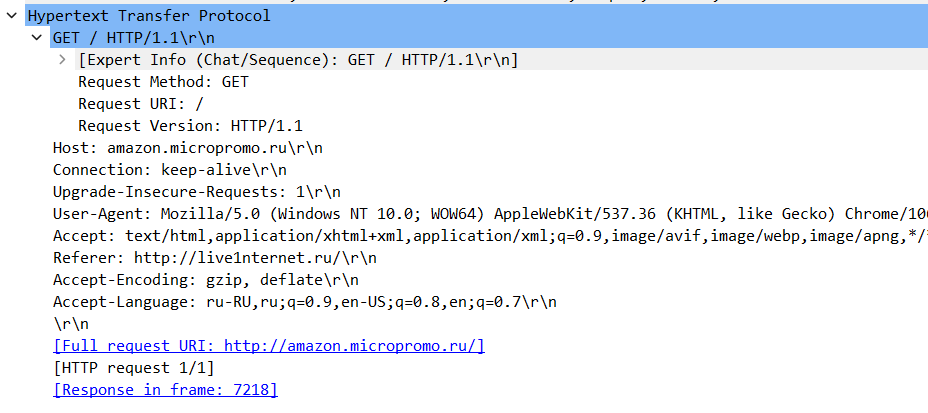 Hypertext Transfer Protocol
GET / HTTP/1.1\r\n
[Expert Info (Chat/Sequence): GET / HTTP/1.1\r\n]
Request Method: GET
Request URI: /
Request Version: HTTP/1.1
Host: amazon.micropromo.ru\r\n
Connection: keep-alive\r\n
Upgrade-Insecure-Requests: 1\r\n
User-Agent: Mozilla/5.0 (Windows NT 10.0; WOW64) AppleWebKit/537.36 (KHTML, like Gecko) Chrome/10
Accept: text/html,application/xhtml+xml,application/xml;q=0.9,image/avif,image/webp,image/apng,*/
Referer: http://live1nternet.ru/\r\n
Accept-Encoding: gzip, deflate\r\n
Accept-Language: ru-RU,ru;q=0.9,en-US;q=0.8,en;q=0.7\r\n
\r\n
[Full request URI: http://amazon.micropromo.ru/]
[HTTP request 1/1]
[Response in frame: 7218]